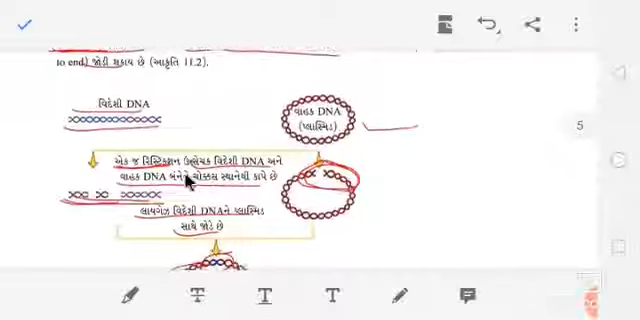 to end) જોડી શકાય છે (આકૃતિ 11.2).
વિદેશી DNA
વાહક DNA
(પ્લાસ્મિડ)
5
એક જ રિસ્ટ્રિક્શન ઉત્સેચક વિદેશી DNA અને
વાહક DNA બંનેને ચોક્કસ સ્થાનેથી કાપે છે
લાયગેઝ વિદેશી DNAને પ્લાસ્મિડ
સાથે જોડે છે
T
T
T